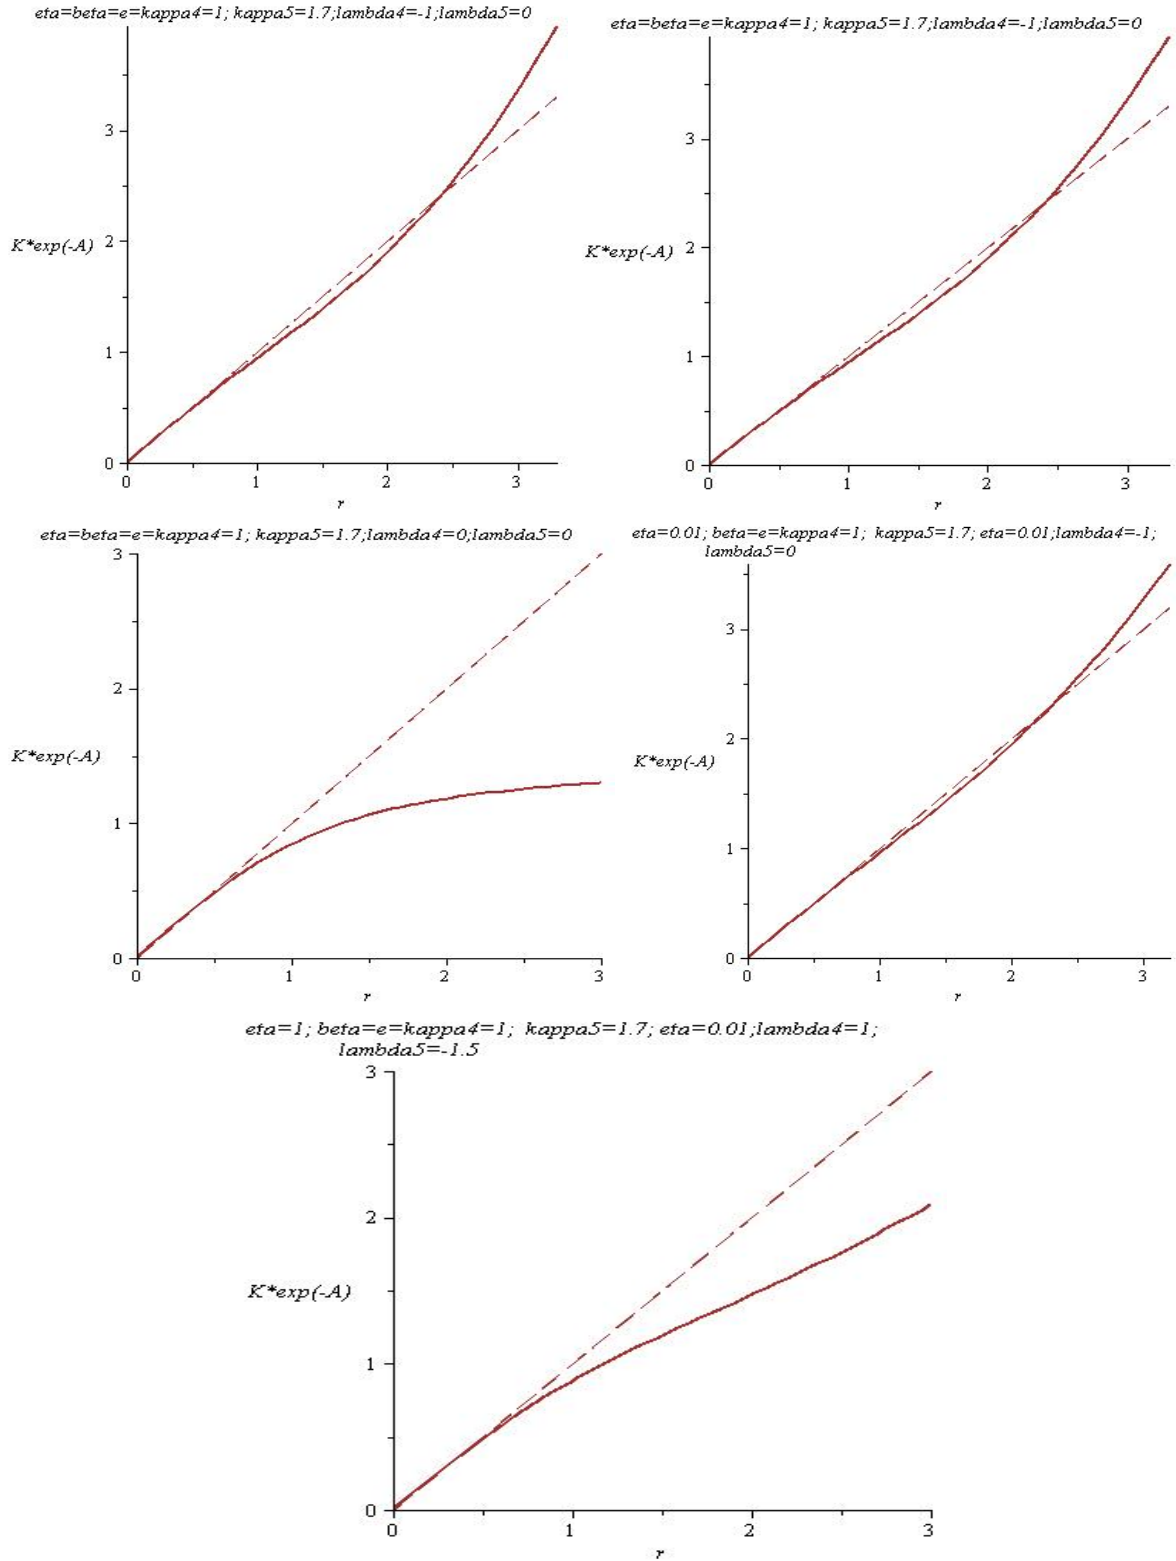 eta=beta=e=kappa4=1; kappa5=1.7;lambda4=-1;lambda5=0
3
2
1
0
K*exp(-A)
0
1
2
3
r
eta=beta=e=kappa4=1; kappa5=1.7;lambda4=-1;lambda5=0
3
2
1
0
K*exp(-A)
0
1
2
3
r
eta=beta=e=kappa4=1; kappa5=1.7;lambda4=0;lambda5=0
3
2
1
0
K*exp(-A)
0
1
2
3
r
eta=0.01; beta=e=kappa4=1; kappa5=1.7; eta=0.01;lambda4=-1;
lambda5=0
3
2
1
0
K*exp(-A)
0
1
2
3
r
eta=1; beta=e=kappa4=1; kappa5=1.7; eta=0.01;lambda4=1;
lambda5=-1.5
3
2
1
0
K*exp(-A)
0
1
2
3
r